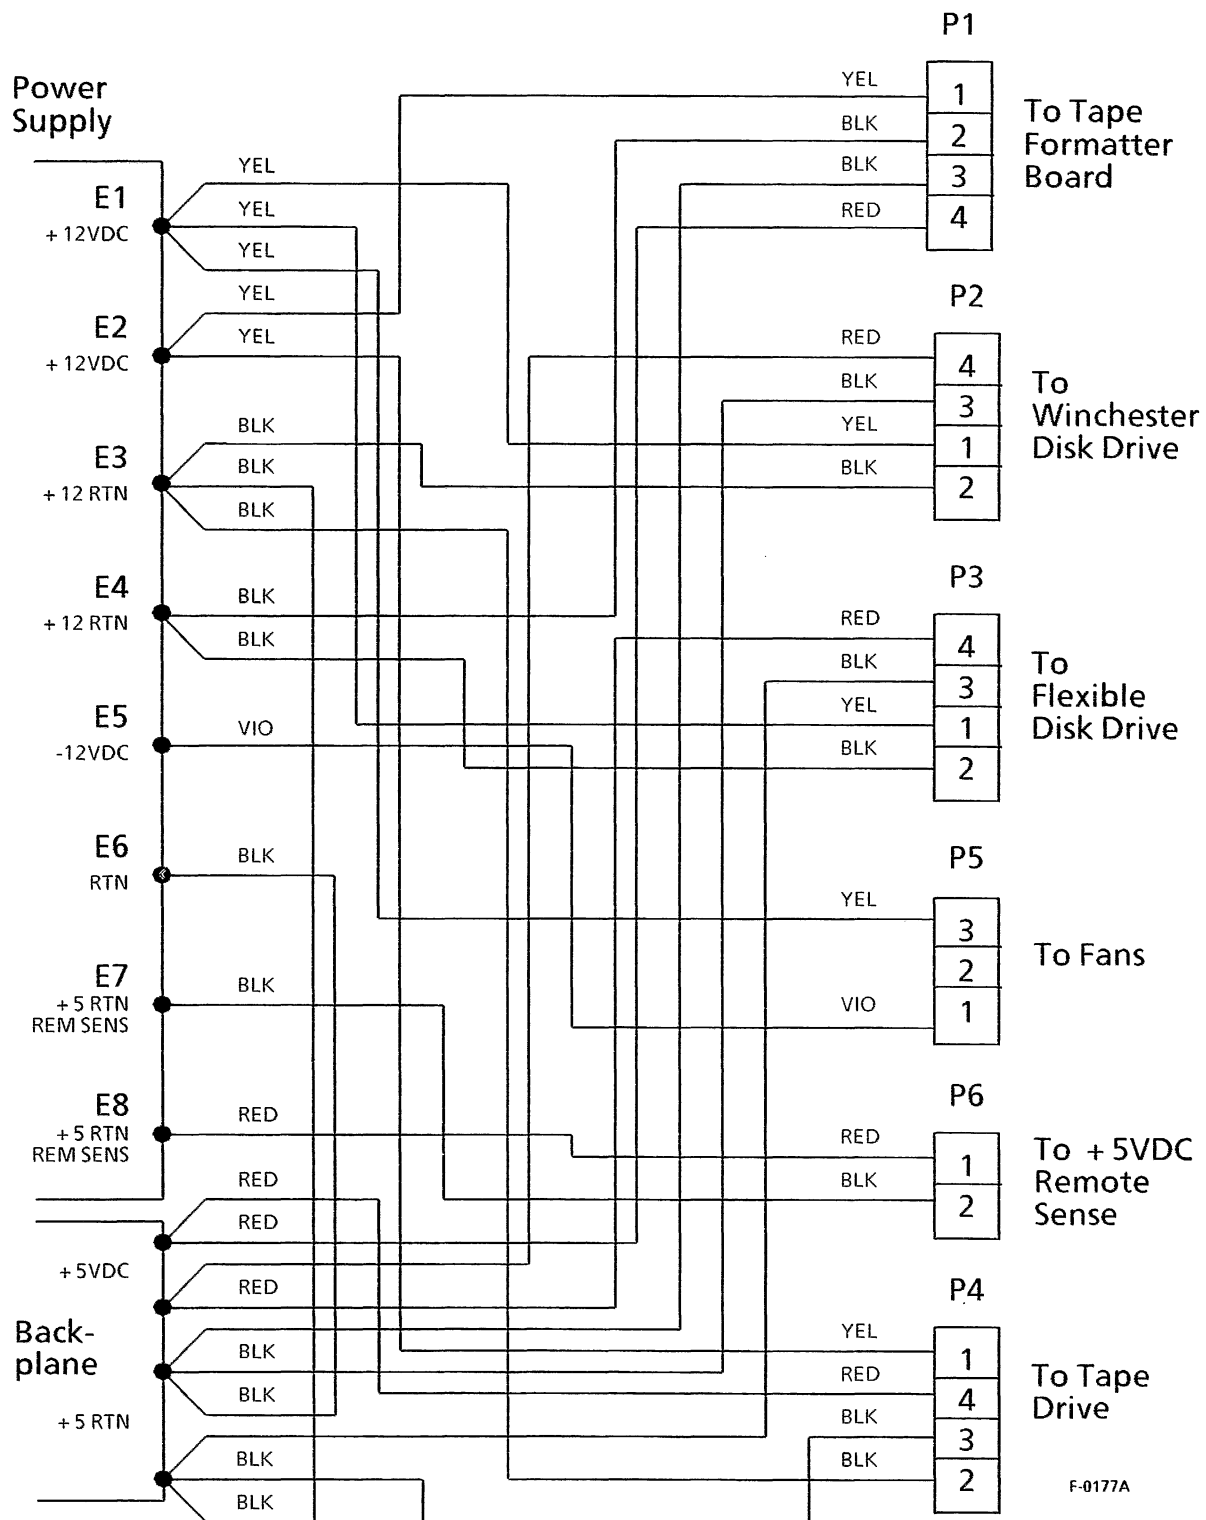 P1
Power
Supply
E1
+ 12VDC
YEL
YEL
YEL
E2
+ 12VDC
YEL
YEL
E3
+ 12 RTN
BLK
BLK
BLK
E4
+ 12 RTN
BLK
BLK
E5
-12VDC
VIO
E6
RTN
BLK
E7
+ 5 RTN
REM SENS
BLK
E8
+ 5 RTN
REM SENS
RED
RED
RED
+ 5VDC
RED
Back-
plane
BLK
BLK
+ 5 RTN
BLK
BLK
YEL 1
BLK 2
BLK 3
RED 4
To Tape
Formatter
Board
P2
RED 4
BLK 3
YEL 1
BLK 2
To
Winchester
Disk Drive
P3
RED 4
BLK 3
YEL 1
BLK 2
To
Flexible
Disk Drive
P5
YEL 3
2
VIO 1
To Fans
P6
RED 1
BLK 2
To + 5VDC
Remote
Sense
P4
YEL 1
RED 4
BLK 3
BLK 2
To Tape
Drive
F-0177A